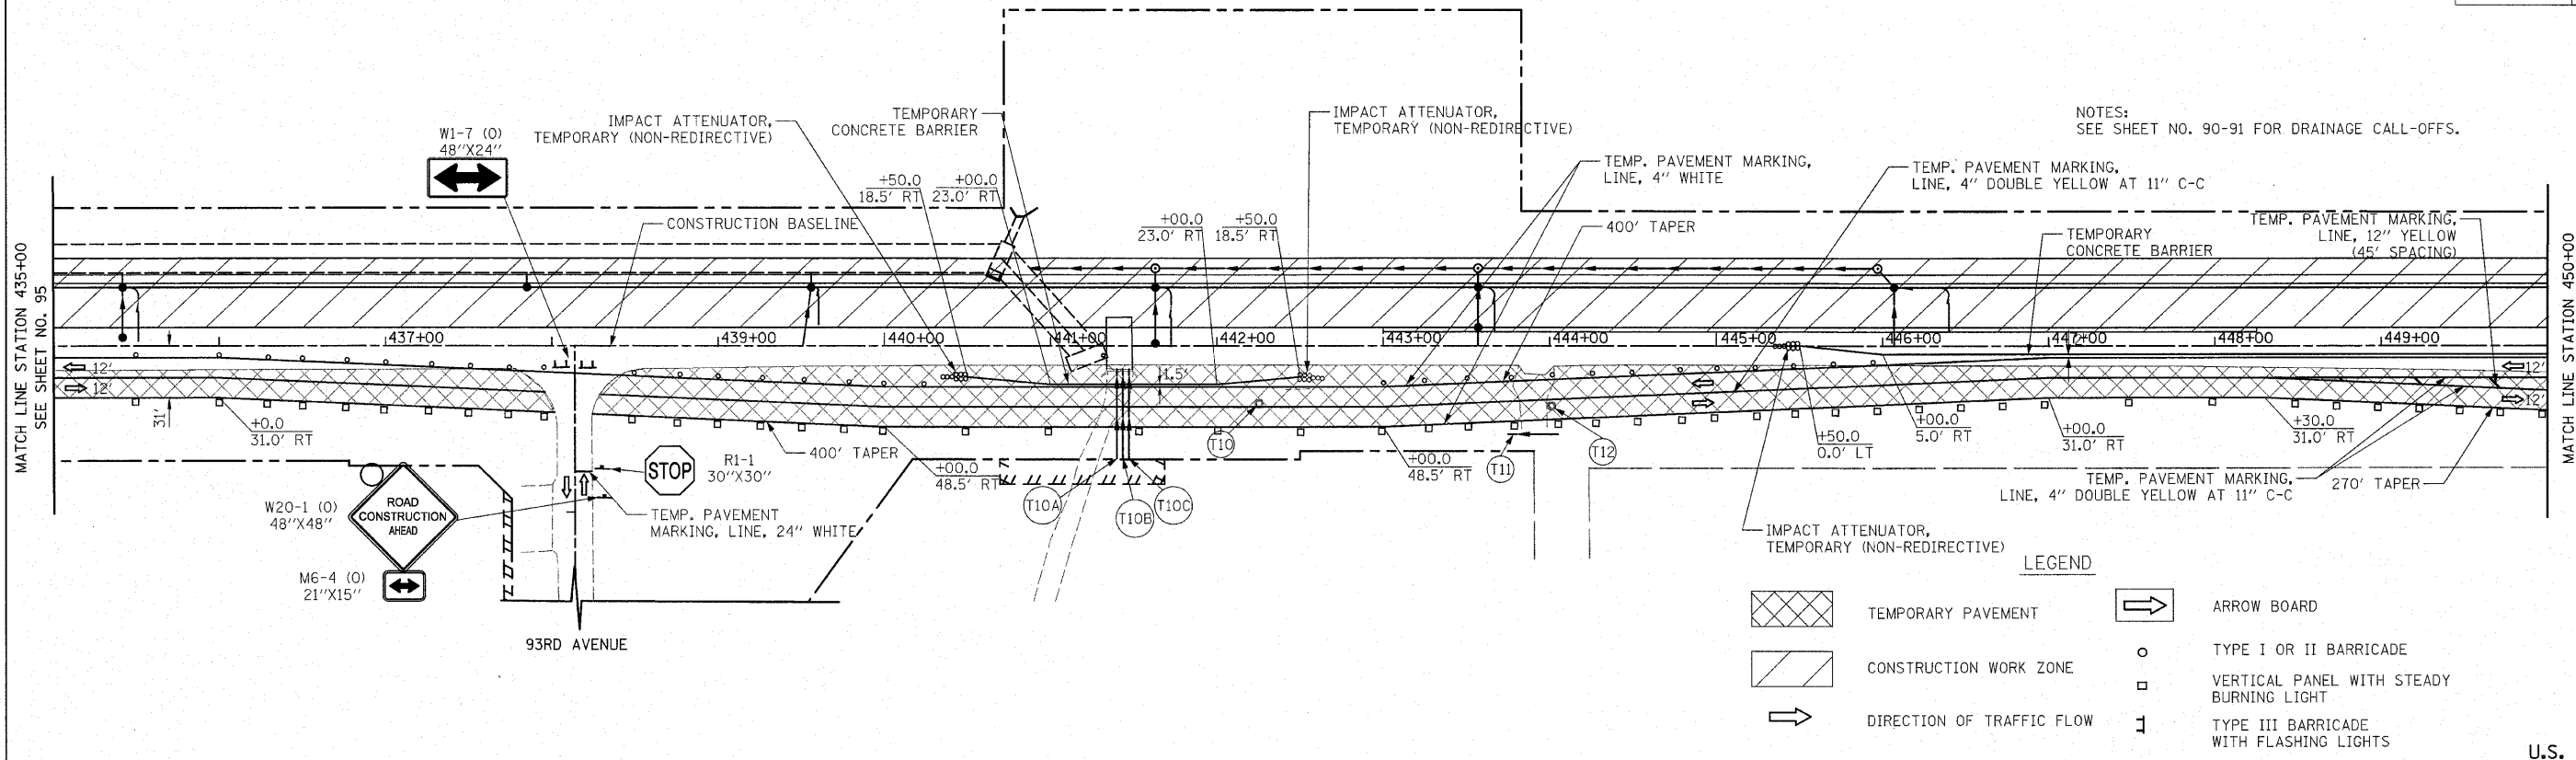 MATCH LINE STATION 435+00
SEE SHEET NO. 95
W1-7 (O)
48"X24"
IMPACT ATTENUATOR,
TEMPORARY (NON-REDIRECTIVE)
TEMPORARY
CONCRETE BARRIER
+50.0
18.5' RT
+00.0
23.0' RT
CONSTRUCTION BASELINE
IMPACT ATTENUATOR,
TEMPORARY (NON-REDIRECTIVE)
+00.0
23.0' RT
+50.0
18.5' RT
TEMP. PAVEMENT MARKING,
LINE, 4" WHITE
400' TAPER
NOTES:
SEE SHEET NO. 90-91 FOR DRAINAGE CALL-OFFS.
TEMP. PAVEMENT MARKING,
LINE, 4" DOUBLE YELLOW AT 11" C-C
TEMPORARY
CONCRETE BARRIER
TEMP. PAVEMENT MARKING,
LINE, 12" YELLOW
(45' SPACING)
MATCH LINE STATION 450+00
437+00
439+00
440+00
441+00
442+00
443+00
444+00
445+00
446+00
447+00
2'
448+00
449+00
12'
12'
31'
1.5'
12'
12'
+0.0
31.0' RT
400' TAPER
+00.0
48.5' RT
T10
T11
T12
+00.0
48.5' RT
+50.0
0.0' LT
+00.0
5.0' RT
+00.0
31.0' RT
+30.0
31.0' RT
STOP
R1-1
30"X30"
W20-1 (O)
48"X48"
ROAD
CONSTRUCTION
AHEAD
TEMP. PAVEMENT
MARKING, LINE, 24" WHITE
T10A
T10B
T10C
TEMP. PAVEMENT MARKING,
LINE, 4" DOUBLE YELLOW AT 11" C-C
270' TAPER
IMPACT ATTENUATOR,
TEMPORARY (NON-REDIRECTIVE)
M6-4 (O)
21"X15"
93RD AVENUE
LEGEND
TEMPORARY PAVEMENT
CONSTRUCTION WORK ZONE
DIRECTION OF TRAFFIC FLOW
ARROW BOARD
TYPE I OR II BARRICADE
VERTICAL PANEL WITH STEADY
BURNING LIGHT
TYPE III BARRICADE
WITH FLASHING LIGHTS
U.S.